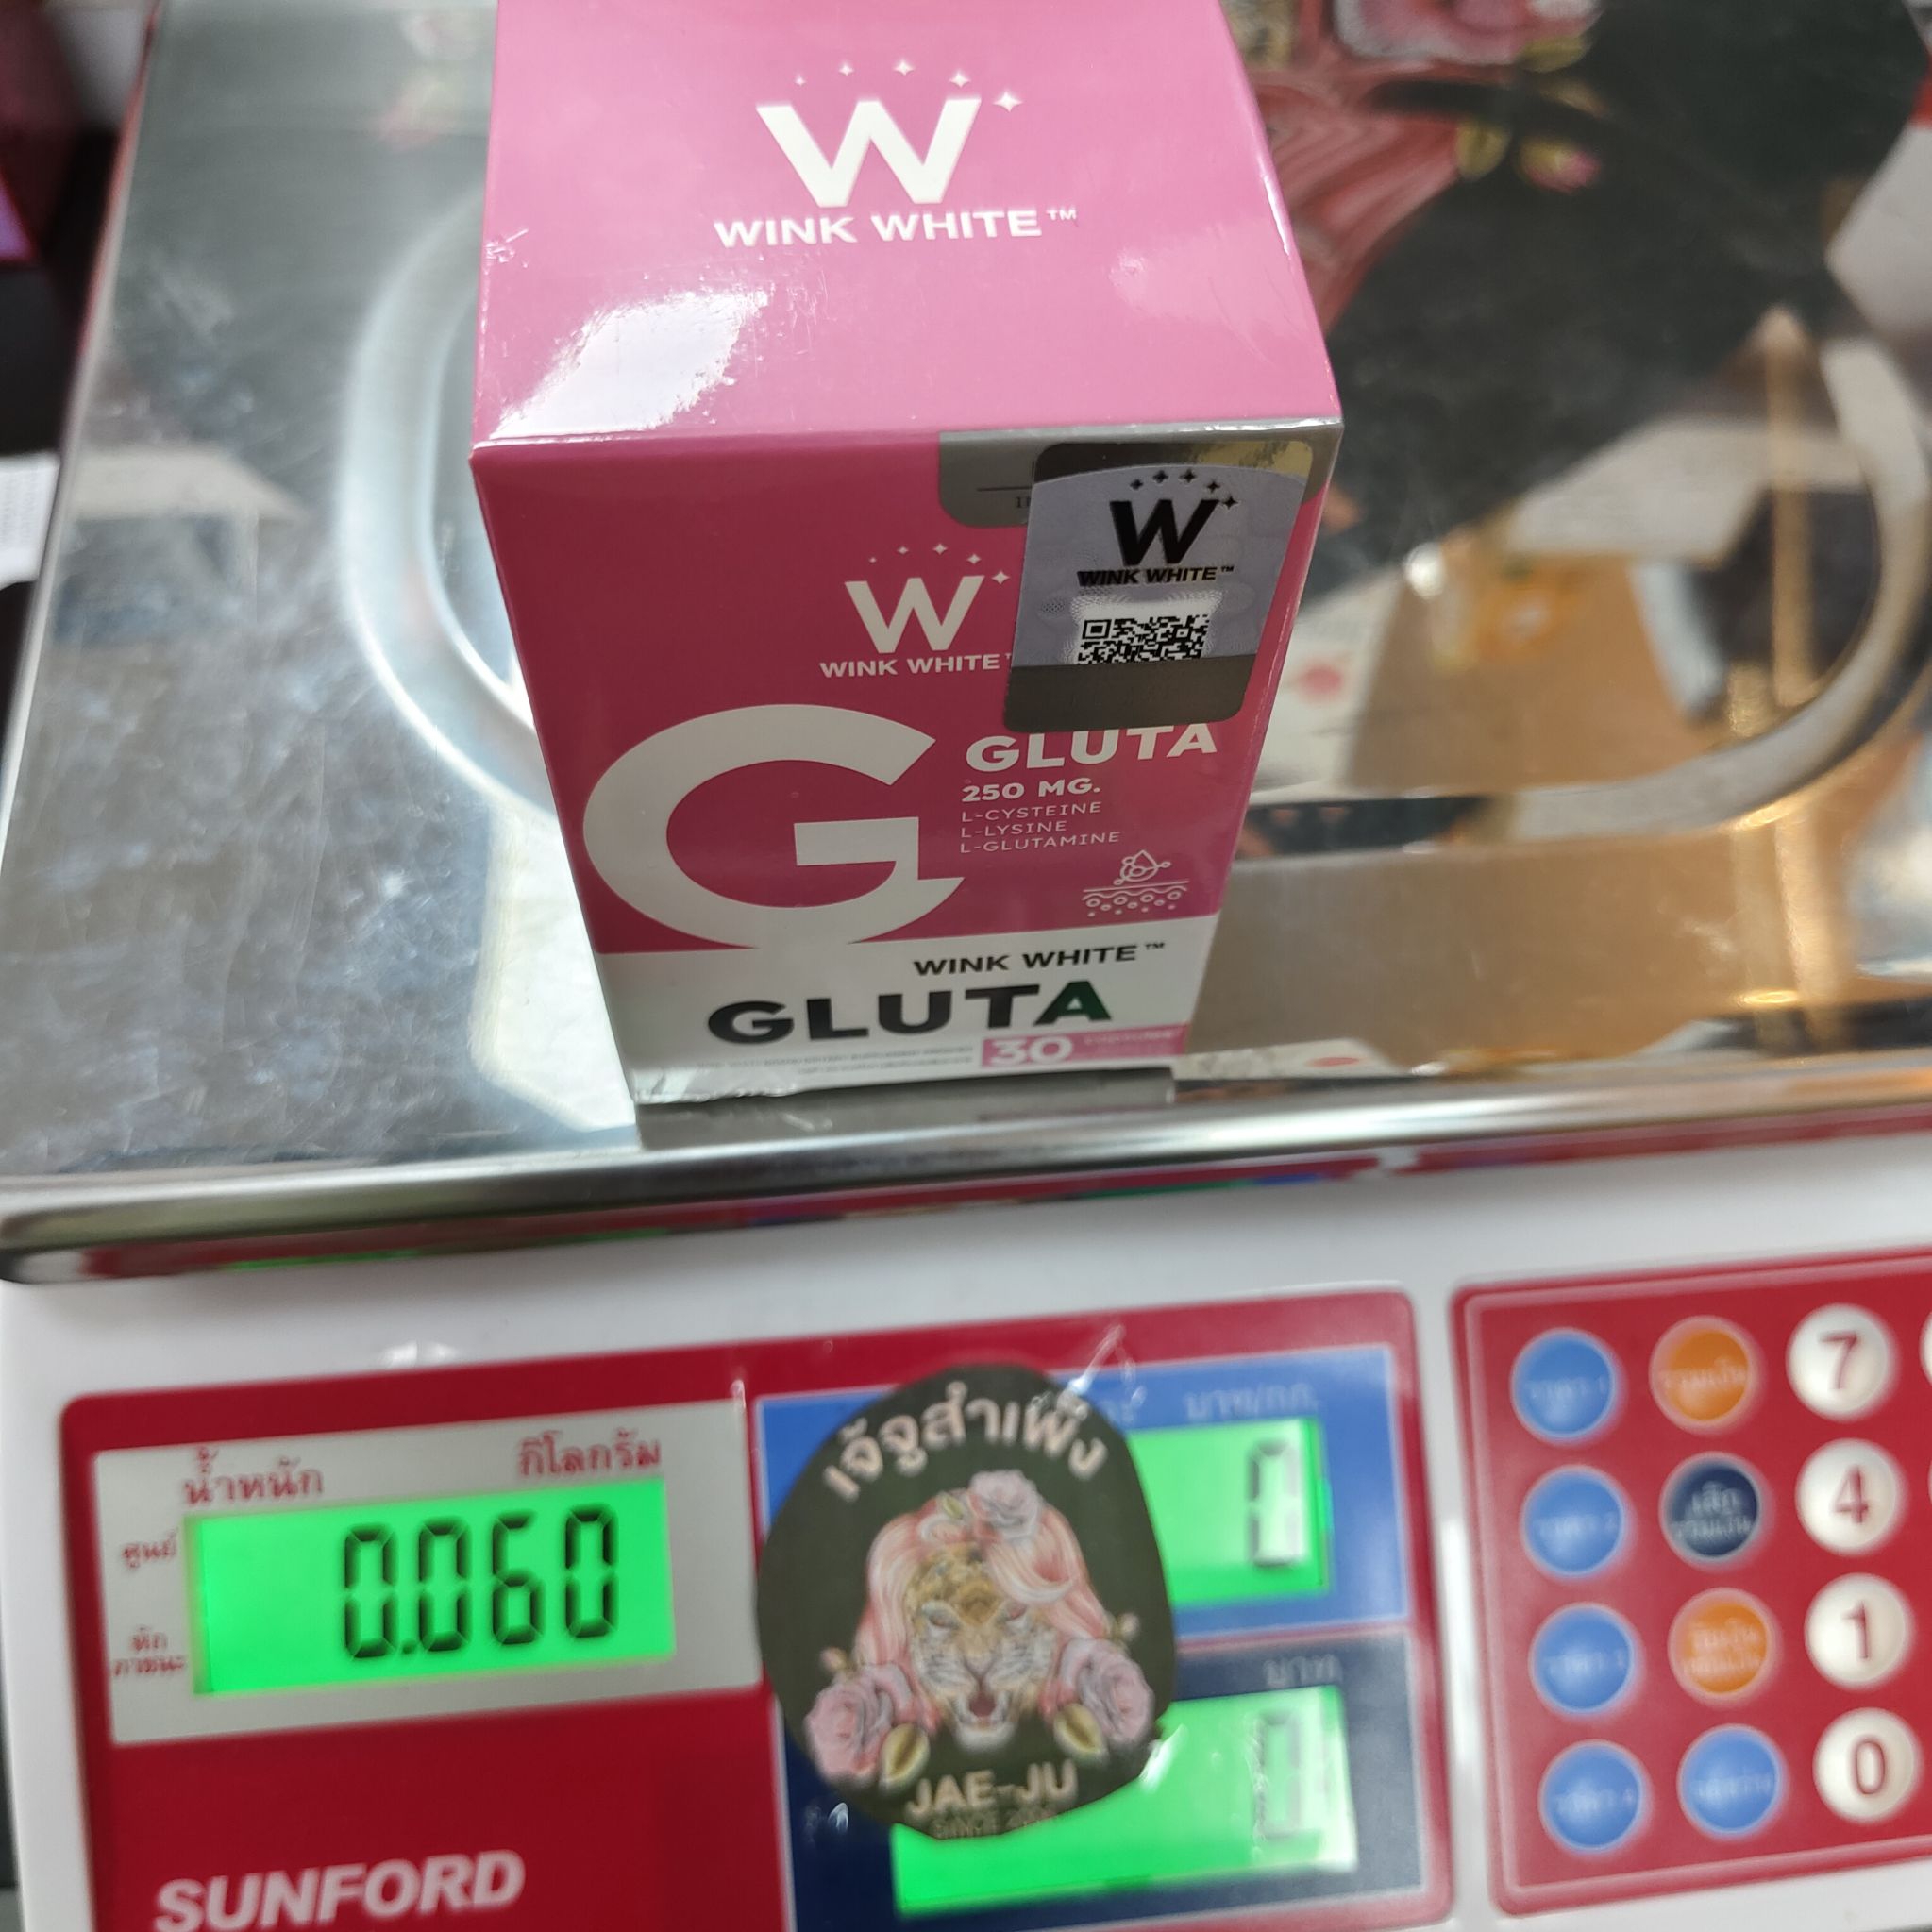 W
WINK WHITE™
W
WINK WHITE™
W
WINK WHITE
G
GLUTA
250 MG.
L-CYSTEINE
L-LYSINE
L-GLUTAMINE
WINK WHITE™
GLUTA
30
น้ำหนัก กิโลกรัม
ศูนย์
0.060
หัก
ภาชนะ
บาท/กก.
0
บาท
0
เจ๊จูสำเพ็ง
JAE-JU
SINCE
SUNFORD
7
4
1
0